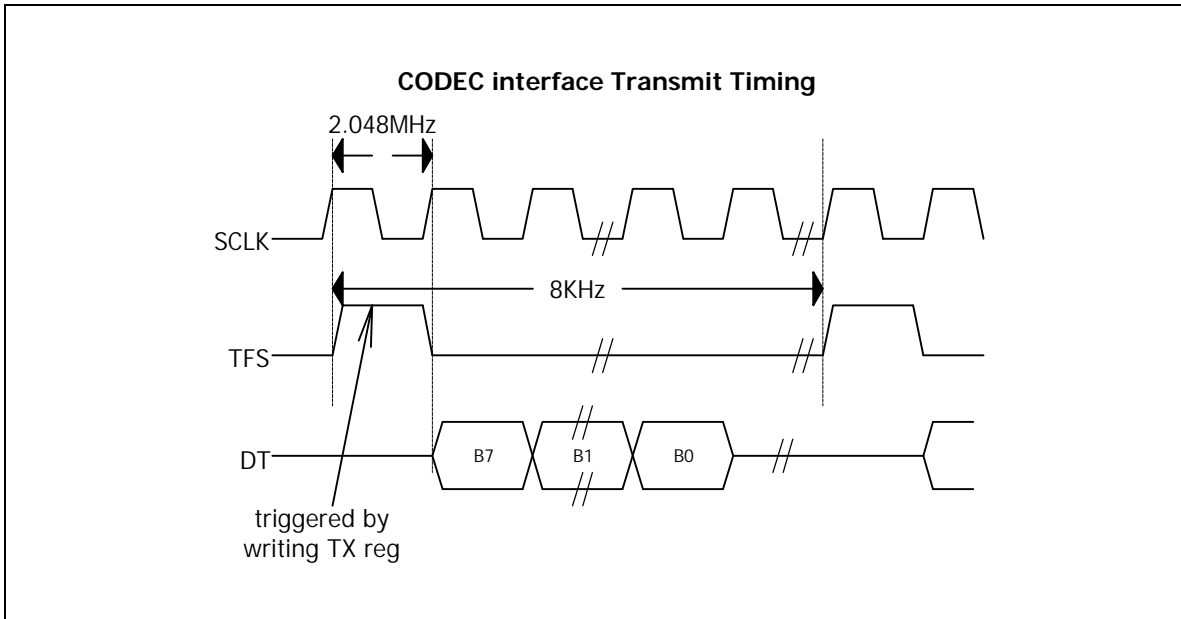 CODEC interface Transmit Timing
2.048MHz
SCLK
8KHz
TFS
DT
B7
B1
B0
triggered by
writing TX reg